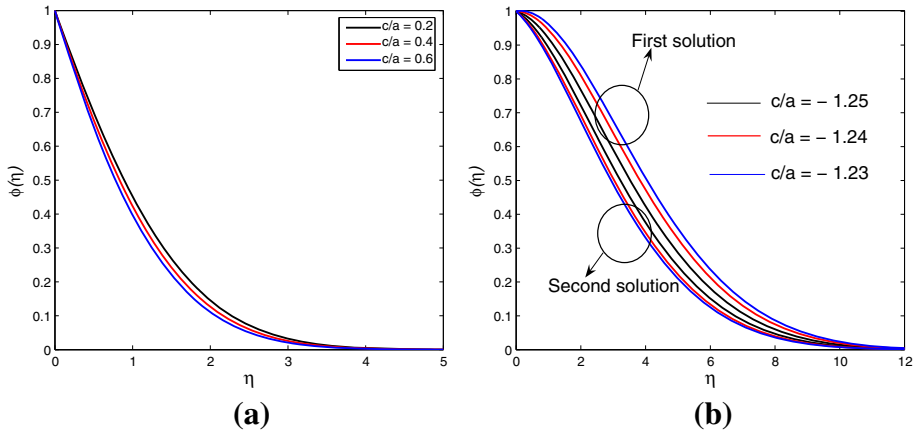 1
0.9
0.8
0.7
0.6
0.5
0.4
0.3
0.2
0.1
0
0 1 2 3 4 5
ϕ(η)
η
c/a = 0.2
c/a = 0.4
c/a = 0.6
(a)
1
0.9
0.8
0.7
0.6
0.5
0.4
0.3
0.2
0.1
0
0 2 4 6 8 10 12
ϕ(η)
η
First solution
c/a = − 1.25
c/a = − 1.24
c/a = − 1.23
Second solution
(b)